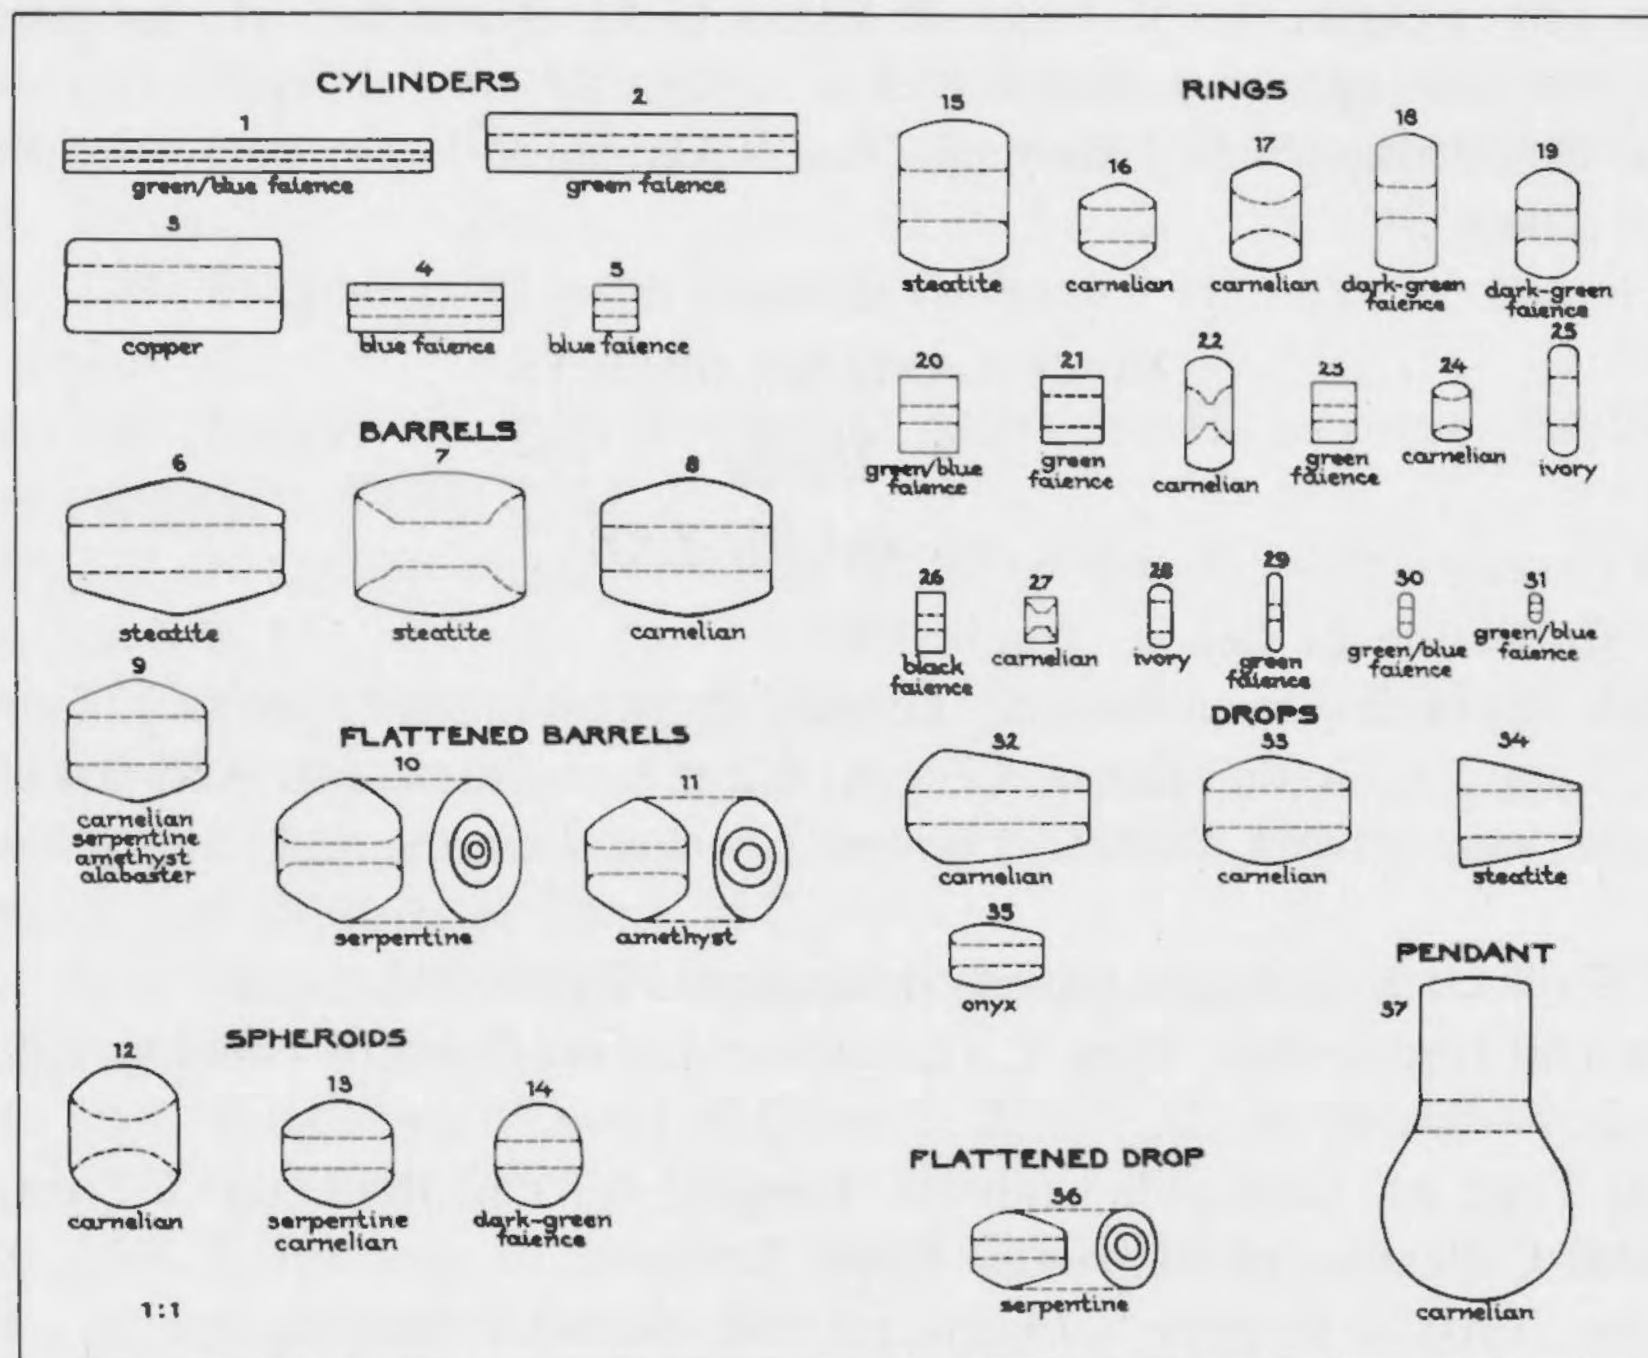 CYLINDERS
1
green/blue faience
2
green faience
3
copper
4
blue faience
5
blue faience
BARRELS
6
steatite
7
steatite
8
carnelian
9
carnelian
serpentine
amethyst
alabaster
FLATTENED BARRELS
10
serpentine
11
amethyst
SPHEROIDS
12
carnelian
13
serpentine
carnelian
14
dark-green
faience
1:1
RINGS
15
steatite
16
carnelian
17
carnelian
18
dark-green
faience
19
dark-green
faience
20
green/blue
faience
21
green
faience
22
carnelian
23
green
faience
24
carnelian
25
ivory
26
black
faience
27
carnelian
28
ivory
29
green
faience
30
green/blue
faience
31
green/blue
faience
DROPS
32
carnelian
33
carnelian
34
steatite
35
onyx
FLATTENED DROP
36
serpentine
PENDANT
37
carnelian